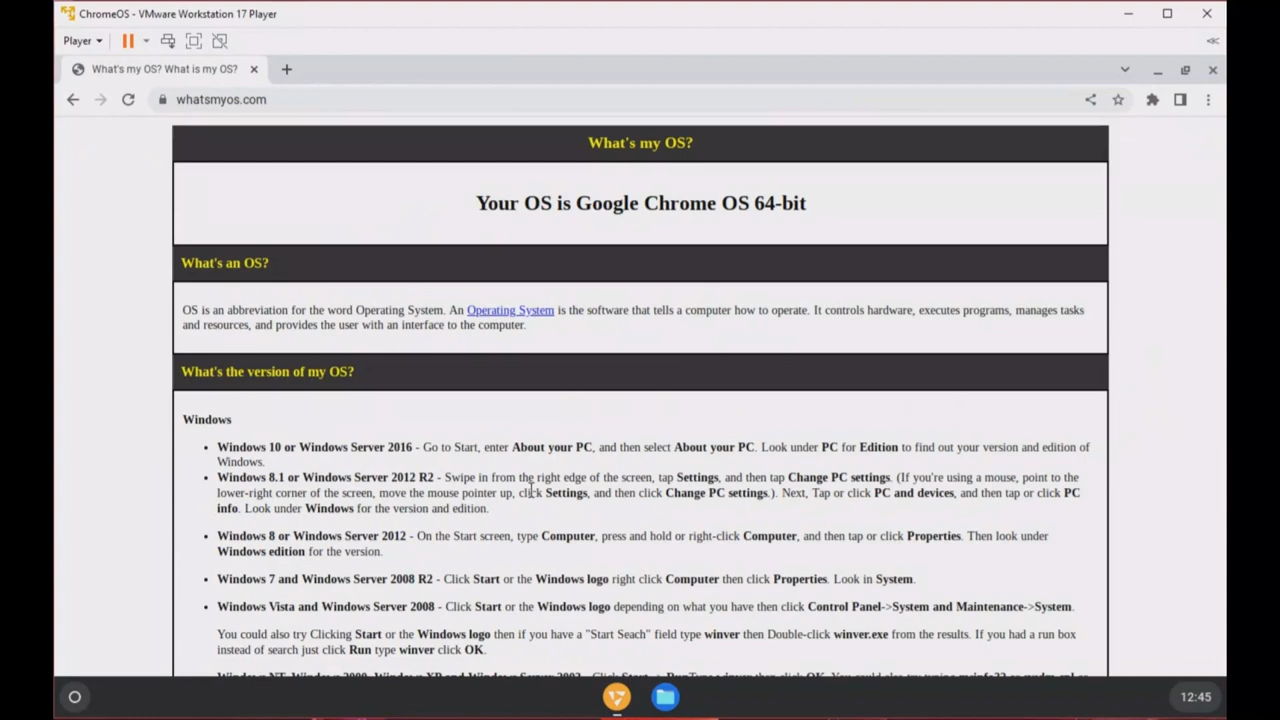 ChromeOS - VMware Workstation 17 Player
Player
What's my OS? What is my OS?
whatsmyos.com
What's my OS?
Your OS is Google Chrome OS 64-bit
What's an OS?
OS is an abbreviation for the word Operating System. An Operating System is the software that tells a computer how to operate. It controls hardware, executes programs, manages tasks
and resources, and provides the user with an interface to the computer.
What's the version of my OS?
Windows
• Windows 10 or Windows Server 2016 - Go to Start, enter About your PC, and then select About your PC. Look under PC for Edition to find out your version and edition of
Windows.
• Windows 8.1 or Windows Server 2012 R2 - Swipe in from the right edge of the screen, tap Settings, and then tap Change PC settings. (If you're using a mouse, point to the
lower-right corner of the screen, move the mouse pointer up, click Settings, and then click Change PC settings.). Next, Tap or click PC and devices, and then tap or click PC
info. Look under Windows for the version and edition.
• Windows 8 or Windows Server 2012 - On the Start screen, type Computer, press and hold or right-click Computer, and then tap or click Properties. Then look under
Windows edition for the version.
• Windows 7 and Windows Server 2008 R2 - Click Start or the Windows logo right click Computer then click Properties. Look in System.
• Windows Vista and Windows Server 2008 - Click Start or the Windows logo depending on what you have then click Control Panel->System and Maintenance->System.
You could also try Clicking Start or the Windows logo then if you have a "Start Seach" field type winver then Double-click winver.exe from the results. If you had a run box
instead of search just click Run type winver click OK.
12:45